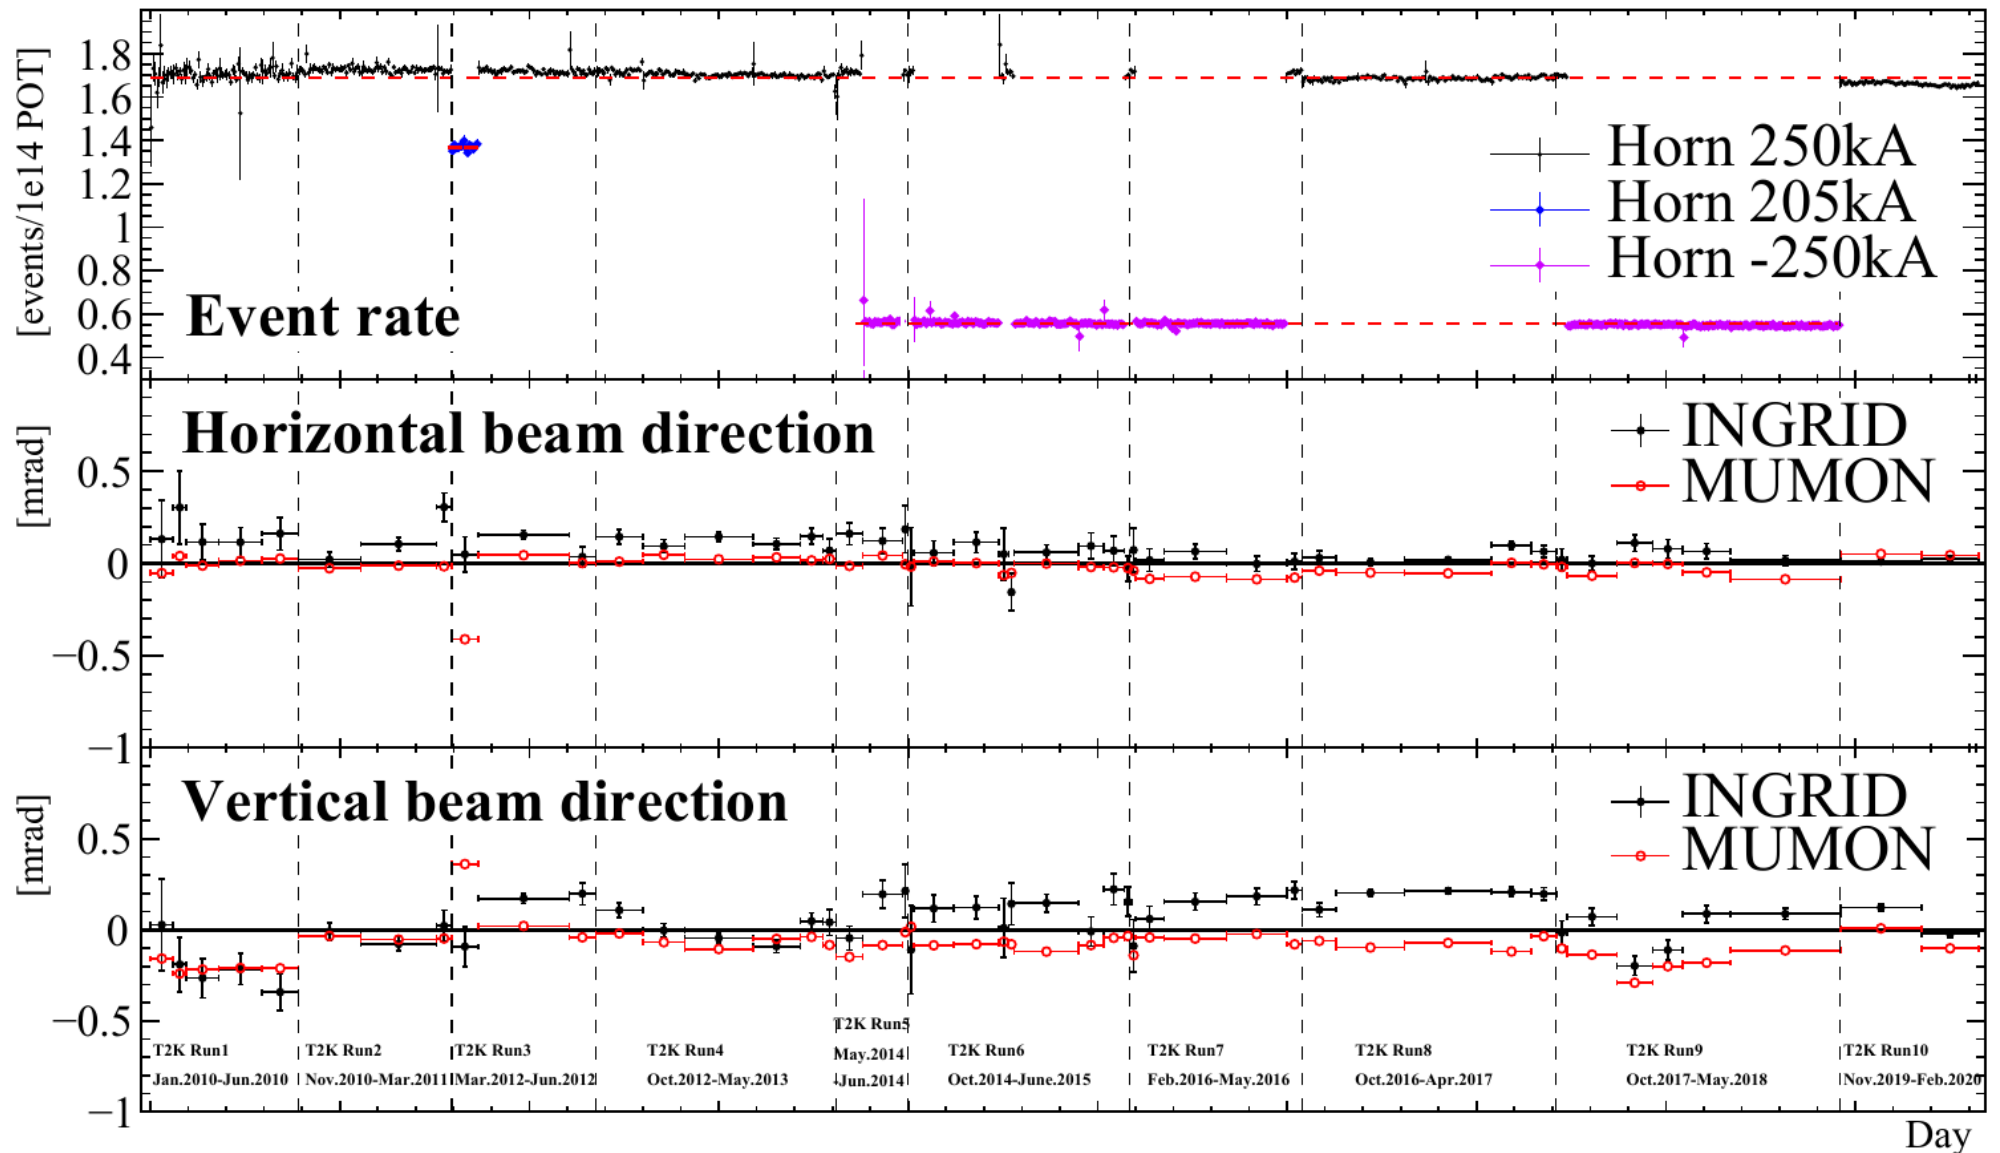 [events/1e14 POT]
1.8
1.6
1.4
1.2
1
0.8
0.6
0.4
Horn 250kA
Horn 205kA
Horn -250kA
Event rate
[mrad]
Horizontal beam direction
INGRID
MUMON
0.5
0
−0.5
−1
[mrad]
Vertical beam direction
INGRID
MUMON
1
0.5
0
−0.5
−1
T2K Run1
Jan.2010-Jun.2010
T2K Run2
Nov.2010-Mar.2011
T2K Run3
Mar.2012-Jun.2012
T2K Run4
Oct.2012-May.2013
T2K Run5
May.2014
-Jun.2014
T2K Run6
Oct.2014-June.2015
T2K Run7
Feb.2016-May.2016
T2K Run8
Oct.2016-Apr.2017
T2K Run9
Oct.2017-May.2018
T2K Run10
Nov.2019-Feb.2020
Day